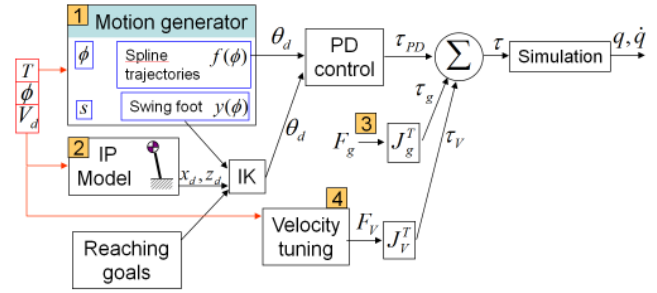 1 Motion generator
ϕ
Spline trajectories f(ϕ)
s
Swing foot y(ϕ)
T
ϕ
V_d
2 IP Model
x_d, z_d
IK
Reaching goals
θ_d
θ_d
PD control
τ_PD
Σ
τ
Simulation
q, q̇
τ_g
τ_V
3
F_g
J_g^T
4
Velocity tuning
F_V
J_V^T